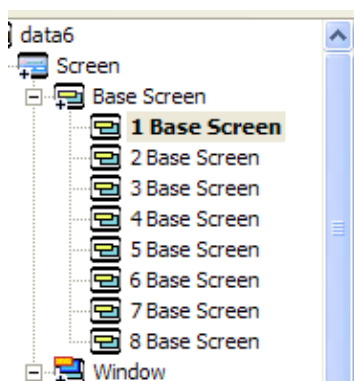 data6
Screen
Base Screen
1 Base Screen
2 Base Screen
3 Base Screen
4 Base Screen
5 Base Screen
6 Base Screen
7 Base Screen
8 Base Screen
Window